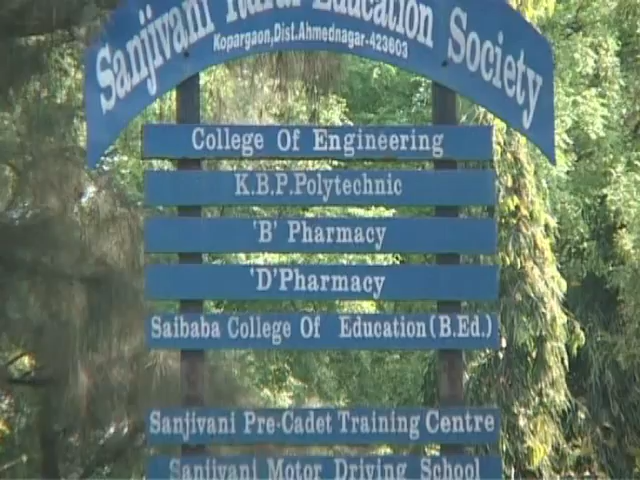 Sanjivani Rural Education Society
Kopargaon,Dist.Ahmednagar-423603
College Of Engineering
K.B.P.Polytechnic
'B' Pharmacy
'D'Pharmacy
Saibaba College Of Education(B.Ed.)
Sanjivani Pre-Cadet Training Centre
Sanjivani Motor Driving School